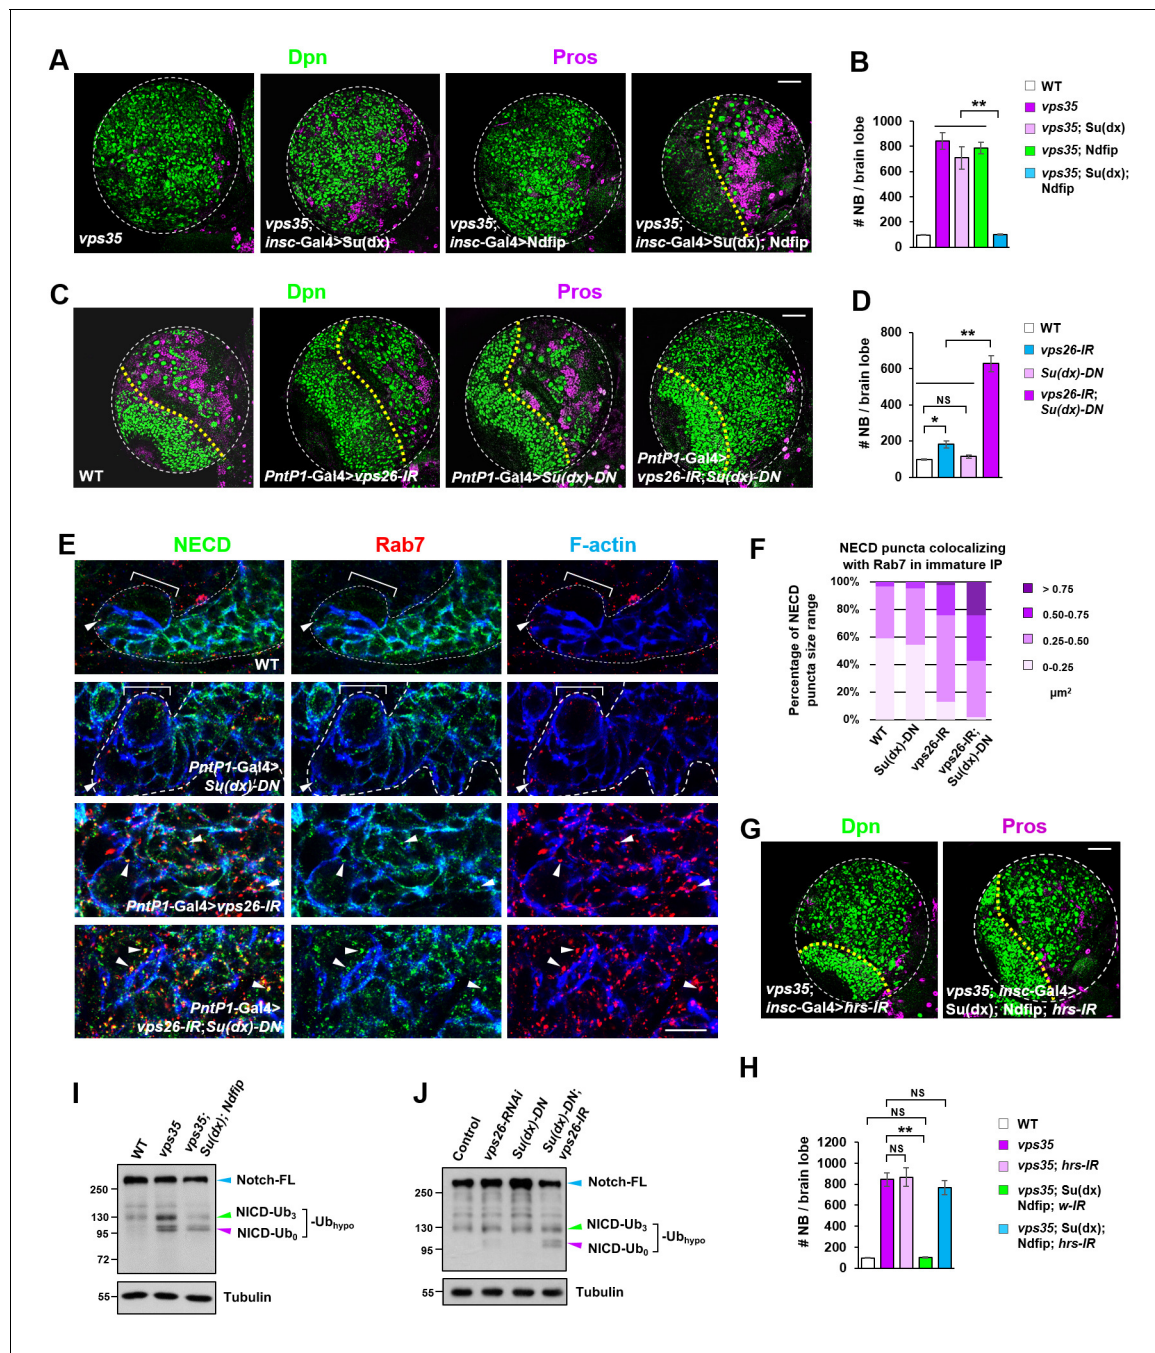 A
Dpn
Pros
vps35
vps35;
insc-Gal4>Su(dx)
vps35;
insc-Gal4>Ndfip
vps35;
insc-Gal4>Su(dx); Ndfip
B
# NB / brain lobe
1000
800
600
400
200
0
**
WT
vps35
vps35; Su(dx)
vps35; Ndfip
vps35; Su(dx);
Ndfip
C
Dpn
Pros
WT
PntP1-Gal4>vps26-IR
PntP1-Gal4>Su(dx)-DN
PntP1-Gal4>
vps26-IR;Su(dx)-DN
D
# NB / brain lobe
800
600
400
200
0
**
NS
*
WT
vps26-IR
Su(dx)-DN
vps26-IR;
Su(dx)-DN
E
NECD
Rab7
F-actin
WT
PntP1-Gal4>
Su(dx)-DN
PntP1-Gal4>vps26-IR
PntP1-Gal4>
vps26-IR;Su(dx)-DN
F
NECD puncta colocalizing
with Rab7 in immature IP
Percentage of NECD
puncta size range
100%
80%
60%
40%
20%
0%
WT
Su(dx)-DN
vps26-IR
vps26-IR;
Su(dx)-DN
> 0.75
0.50-0.75
0.25-0.50
0-0.25
µm²
G
Dpn
Pros
vps35;
insc-Gal4>hrs-IR
vps35; insc-Gal4>
Su(dx); Ndfip; hrs-IR
H
# NB / brain lobe
1200
1000
800
600
400
200
0
NS
NS
**
NS
WT
vps35
vps35; hrs-IR
vps35; Su(dx)
Ndfip; w-IR
vps35; Su(dx);
Ndfip; hrs-IR
I
WT
vps35
vps35;
Su(dx); Ndfip
250
130
95
72
55
Notch-FL
NICD-Ub3
NICD-Ub0
-Ubhypo
Tubulin
J
Control
vps26-RNAi
Su(dx)-DN
Su(dx)-DN;
vps26-IR
250
130
95
55
Notch-FL
NICD-Ub3
NICD-Ub0
-Ubhypo
Tubulin